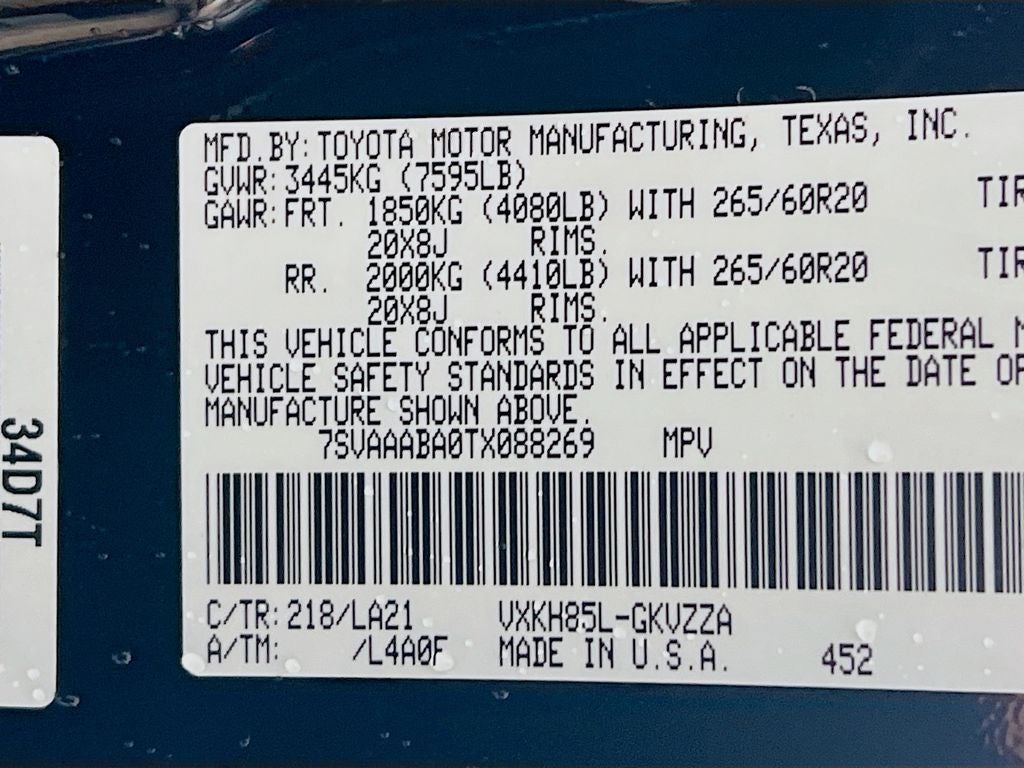 MFD.BY:TOYOTA MOTOR MANUFACTURING, TEXAS, INC.
GVWR:3445KG (7595LB)
GAWR:FRT. 1850KG (4080LB) WITH 265/60R20 TIR
20X8J RIMS.
RR. 2000KG (4410LB) WITH 265/60R20 TIR
20X8J RIMS.
THIS VEHICLE CONFORMS TO ALL APPLICABLE FEDERAL M
VEHICLE SAFETY STANDARDS IN EFFECT ON THE DATE OF
MANUFACTURE SHOWN ABOVE.
7SVAAABA0TX088269 MPV
C/TR:218/LA21 VXKH85L-GKVZZA
A/TM: /L4A0F MADE IN U.S.A. 452
34D7T